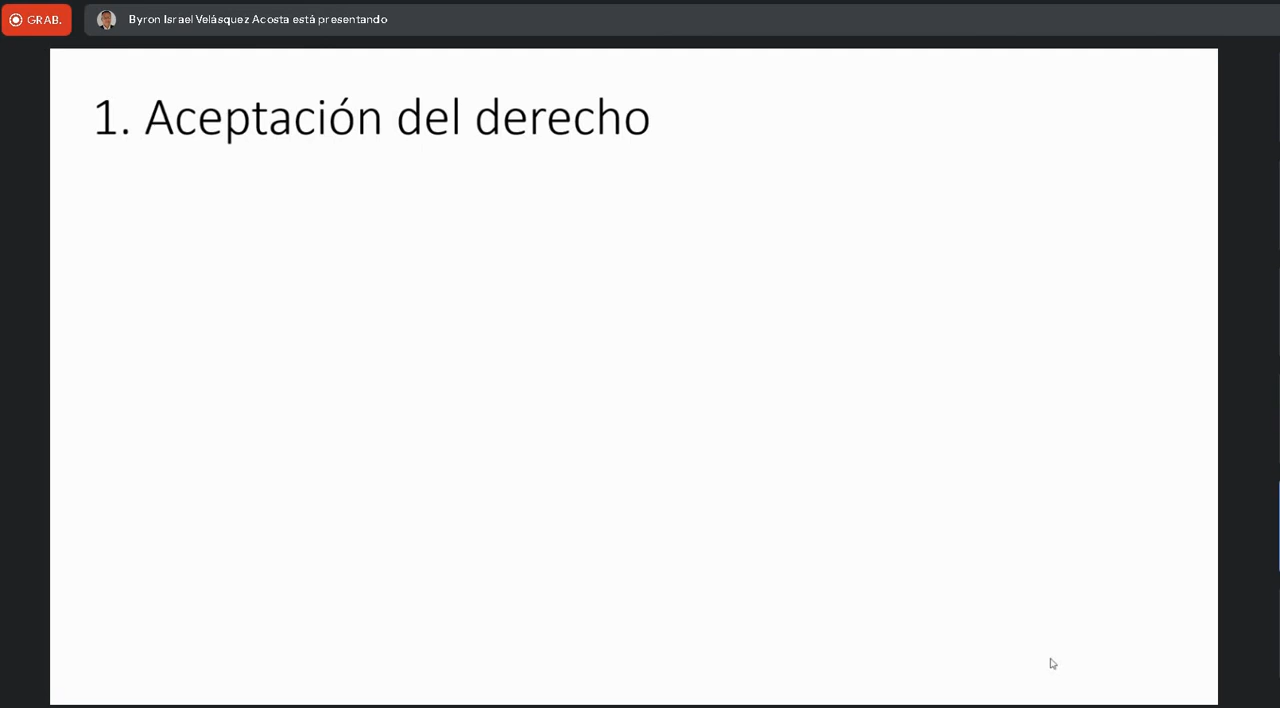 GRAB.
Byron Israel Velásquez Acosta está presentando
1. Aceptación del derecho